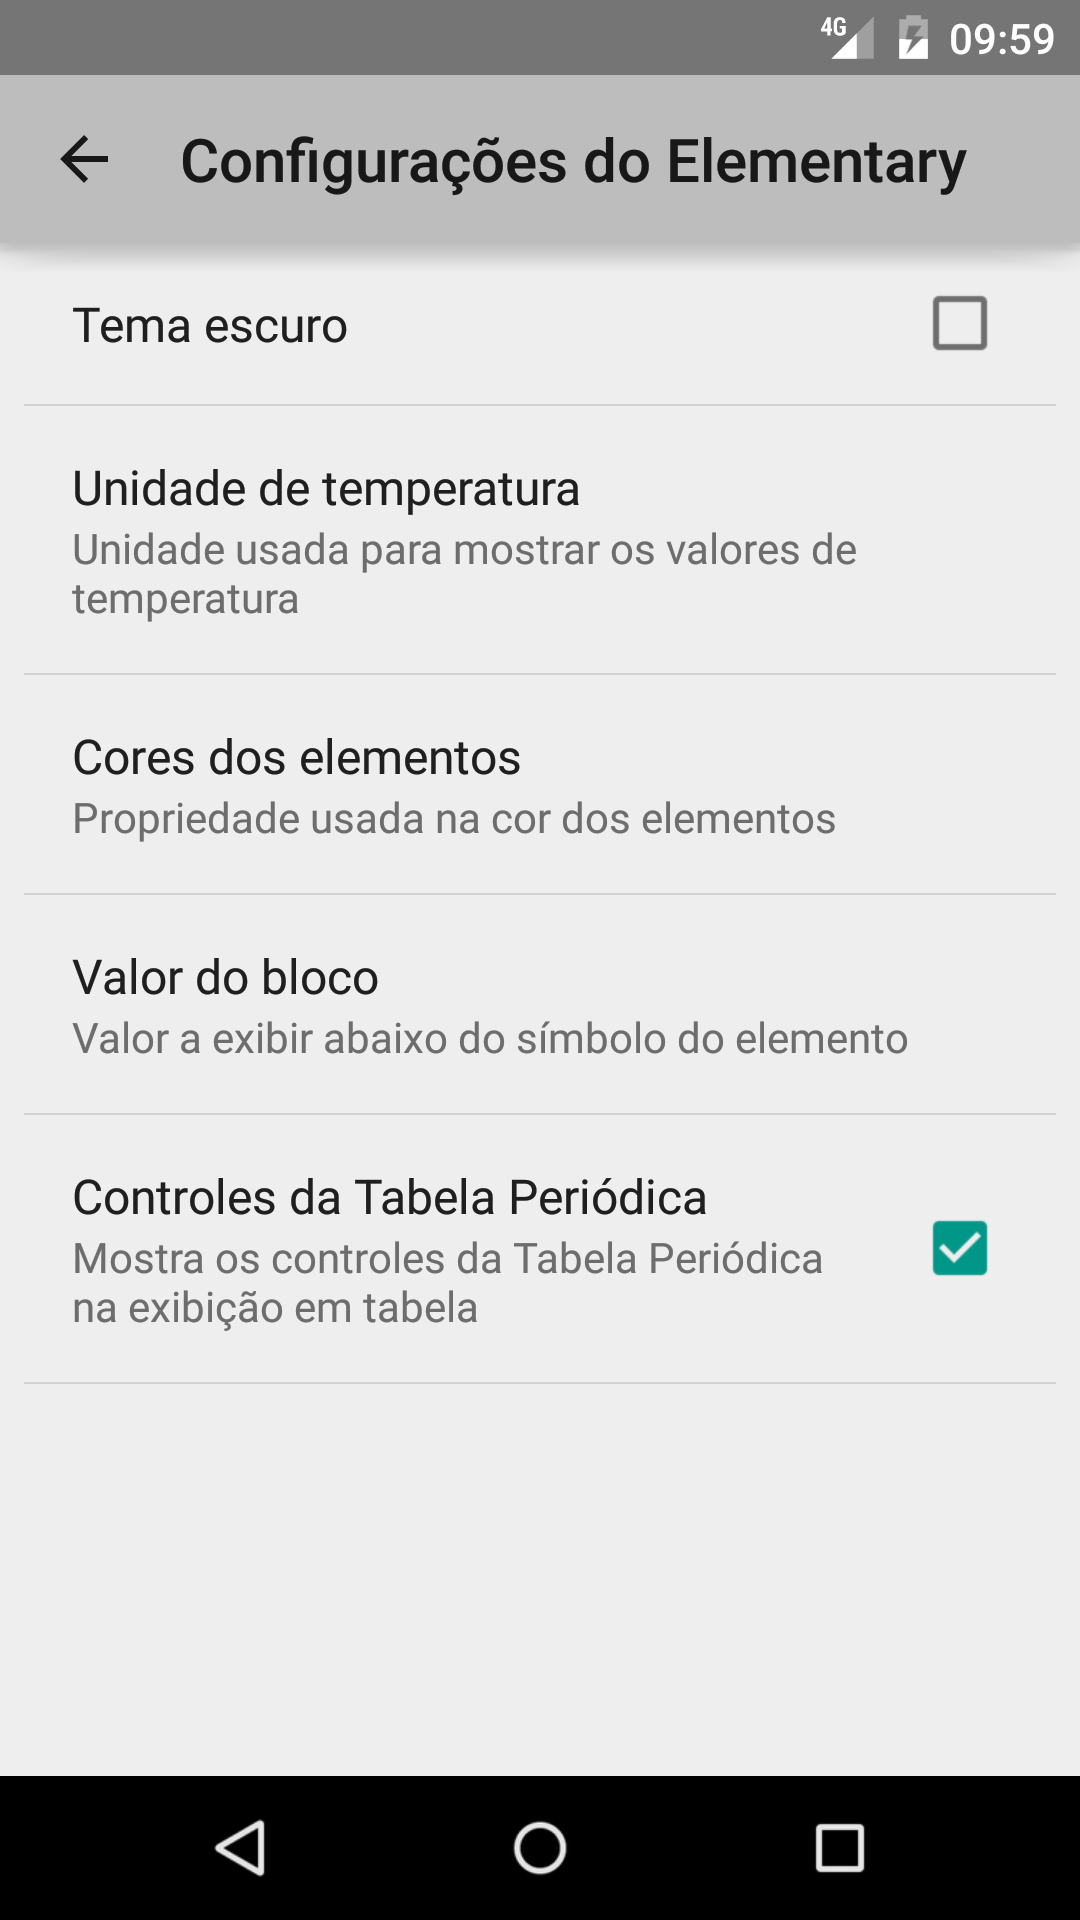 4G 09:59
Configurações do Elementary
Tema escuro
Unidade de temperatura
Unidade usada para mostrar os valores de
temperatura
Cores dos elementos
Propriedade usada na cor dos elementos
Valor do bloco
Valor a exibir abaixo do símbolo do elemento
Controles da Tabela Periódica
Mostra os controles da Tabela Periódica
na exibição em tabela